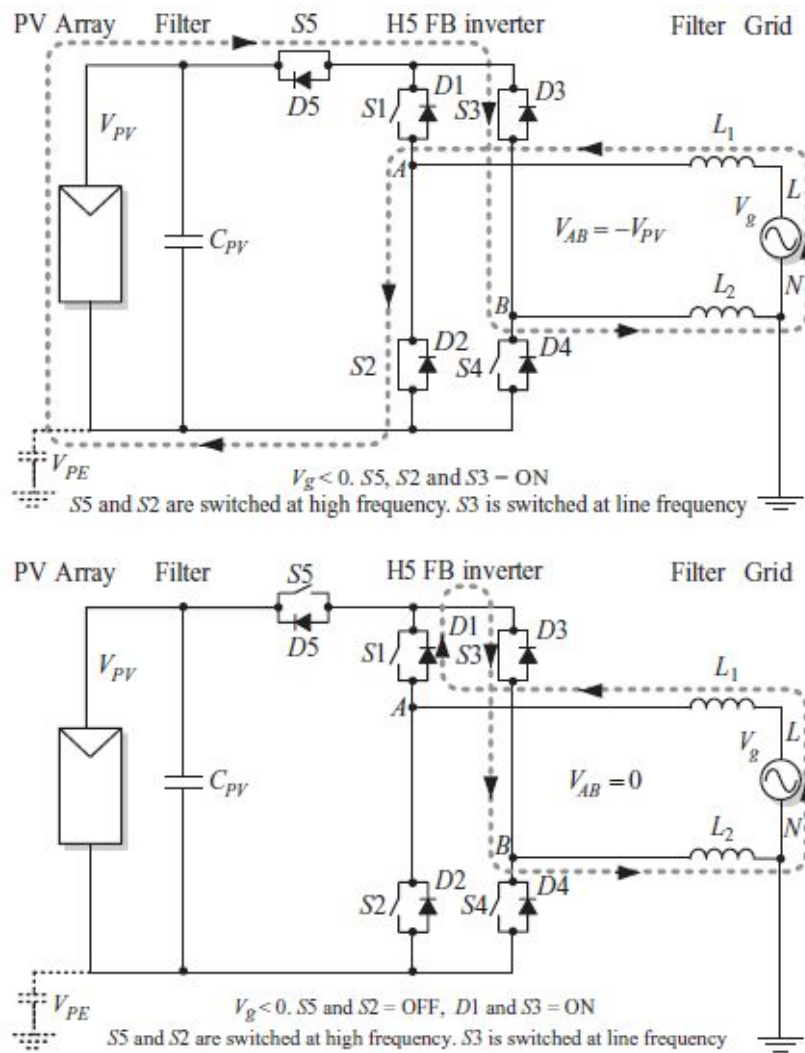 PV Array Filter S5 H5 FB inverter Filter Grid
D5
D1
S1
S3
D3
V_PV
L_1
A
L
V_g
V_AB = −V_PV
C_PV
N
B
L_2
D2
S2
S4
D4
V_PE
V_g < 0. S5, S2 and S3 − ON
S5 and S2 are switched at high frequency. S3 is switched at line frequency
PV Array Filter S5 H5 FB inverter Filter Grid
D5
D1
S1
S3
D3
V_PV
L_1
A
L
V_g
V_AB = 0
C_PV
N
B
L_2
D2
S2
S4
D4
V_PE
V_g < 0. S5 and S2 = OFF, D1 and S3 = ON
S5 and S2 are switched at high frequency. S3 is switched at line frequency